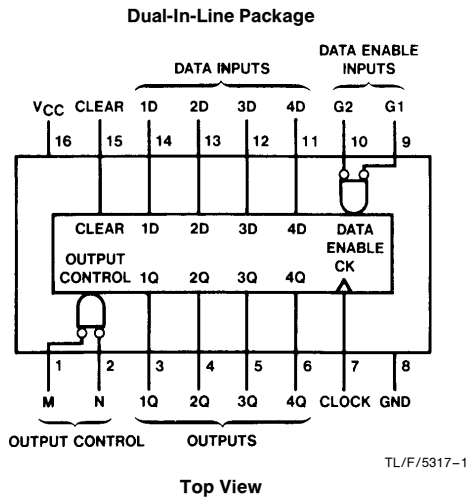 Dual-In-Line Package
DATA ENABLE
DATA INPUTS INPUTS
VCC CLEAR 1D 2D 3D 4D G2 G1
16 15 14 13 12 11 10 9
CLEAR 1D 2D 3D 4D DATA
ENABLE
OUTPUT
CONTROL 1Q 2Q 3Q 4Q CK
1 2 3 4 5 6 7 8
M N 1Q 2Q 3Q 4Q CLOCK GND
OUTPUT CONTROL OUTPUTS
TL/F/5317–1
Top View